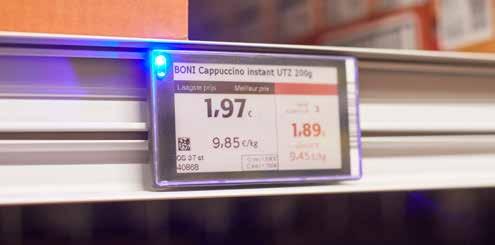 BONI Cappuccino instant UTZ 200g
Laagste prijs Meilleur prix
1,97 €
9,85 €/kg
3
1,89
9,45 €/kg
40868